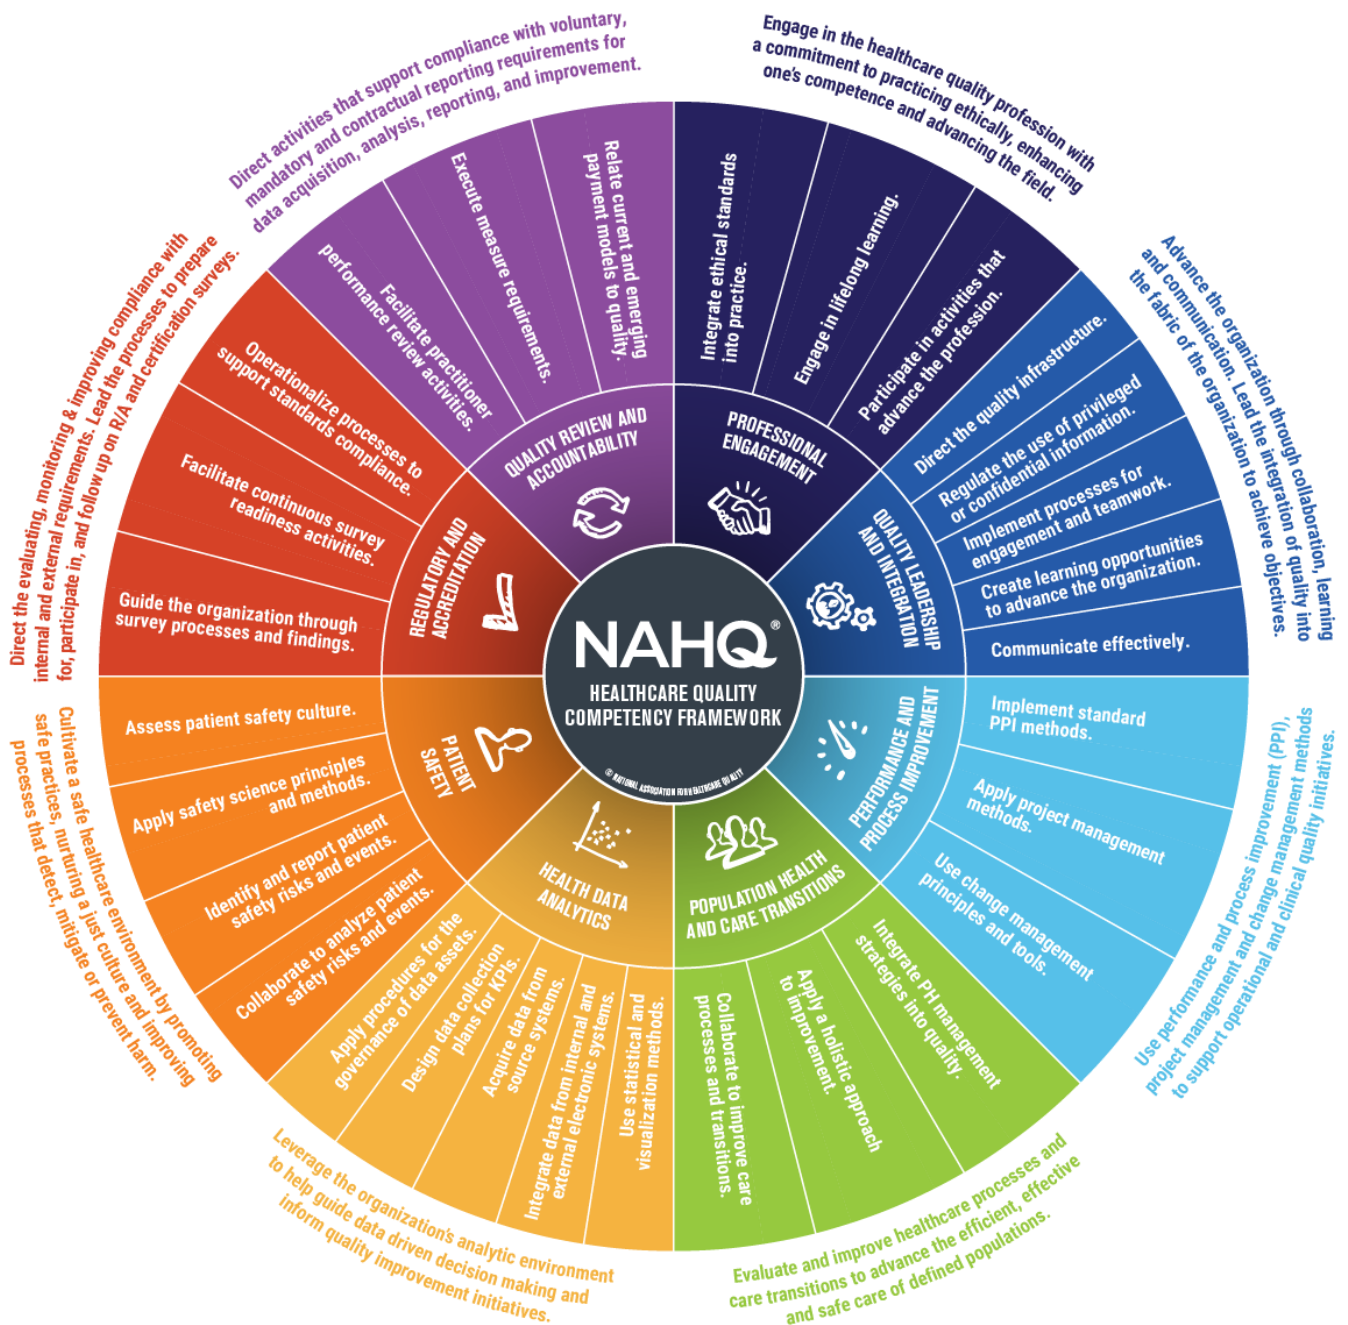 NAHQ®
HEALTHCARE QUALITY
COMPETENCY FRAMEWORK
© NATIONAL ASSOCIATION FOR HEALTHCARE QUALITY
Engage in the healthcare quality profession with
a commitment to practicing ethically, enhancing
one's competence and advancing the field.
PROFESSIONAL
ENGAGEMENT
Integrate ethical standards
into practice.
Engage in lifelong learning.
Participate in activities that
advance the profession.
Advance the organization through collaboration, learning
and communication. Lead the integration of quality into
the fabric of the organization to achieve objectives.
QUALITY LEADERSHIP
AND INTEGRATION
Direct the quality infrastructure.
Regulate the use of privileged
or confidential information.
Implement processes for
engagement and teamwork.
Create learning opportunities
to advance the organization.
Communicate effectively.
Use performance and process improvement (PPI),
project management and change management methods
to support operational and clinical quality initiatives.
PERFORMANCE AND
PROCESS IMPROVEMENT
Implement standard
PPI methods.
Apply project management
methods.
Use change management
principles and tools.
Evaluate and improve healthcare processes and
care transitions to advance the efficient, effective
and safe care of defined populations.
POPULATION HEALTH
AND CARE TRANSITIONS
Integrate PH management
strategies into quality.
Apply a holistic approach
to improvement.
Collaborate to improve care
processes and transitions.
Leverage the organization's analytic environment
to help guide data driven decision making and
inform quality improvement initiatives.
HEALTH DATA
ANALYTICS
Use statistical and
visualization methods.
Integrate data from internal and
external electronic systems.
Acquire data from
source systems.
Design data collection
plans for KPIs.
Apply procedures for the
governance of data assets.
Cultivate a safe healthcare environment by promoting
safe practices, nurturing a just culture and improving
processes that detect, mitigate or prevent harm.
PATIENT
SAFETY
Collaborate to analyze patient
safety risks and events.
Identify and report patient
safety risks and events.
Apply safety science principles
and methods.
Assess patient safety culture.
Direct the evaluating, monitoring & improving compliance with
internal and external requirements. Lead the processes to prepare
for, participate in, and follow up on R/A and certification surveys.
REGULATORY AND
ACCREDITATION
Guide the organization through
survey processes and findings.
Facilitate continuous survey
readiness activities.
Operationalize processes to
support standards compliance.
Direct activities that support compliance with voluntary,
mandatory and contractual reporting requirements for
data acquisition, analysis, reporting, and improvement.
QUALITY REVIEW AND
ACCOUNTABILITY
Facilitate practitioner
performance review activities.
Execute measure requirements.
Relate current and emerging
payment models to quality.